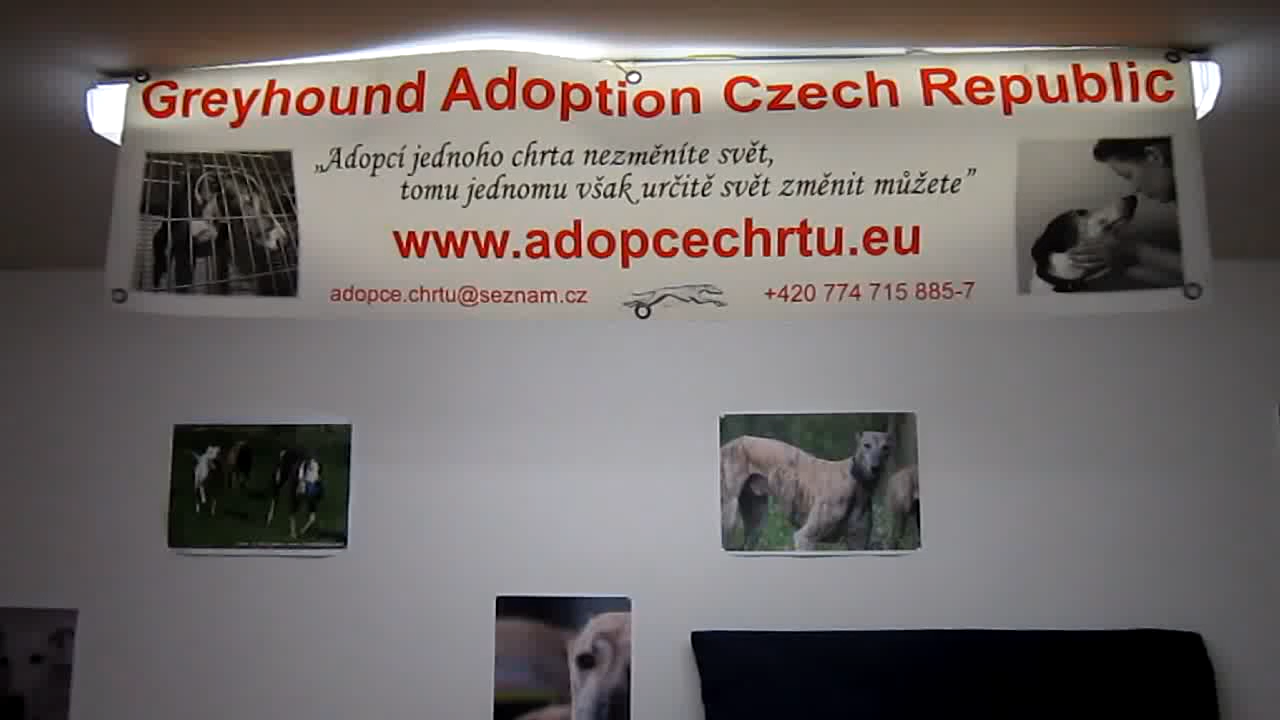 Greyhound Adoption Czech Republic
„Adopcí jednoho chrta nezměníte svět,
tomu jednomu však určitě svět změnit můžete”
www.adopcechrtu.eu
adopce.chrtu@seznam.cz
+420 774 715 885-7